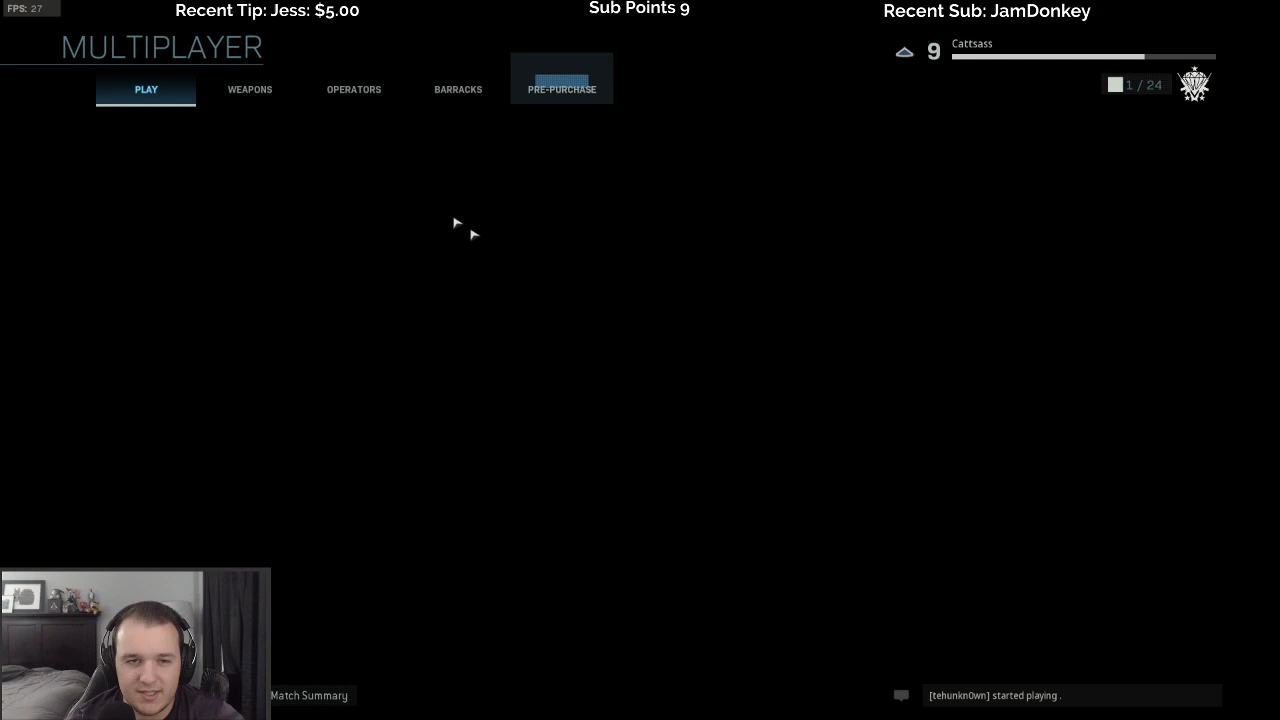 FPS: 27
Recent Tip: Jess: $5.00
Sub Points 9
Recent Sub: JamDonkey
MULTIPLAYER
9
Cattsass
PLAY
WEAPONS
OPERATORS
BARRACKS
PRE-PURCHASE
1 / 24
Match Summary
[tehunkn0wn] started playing .